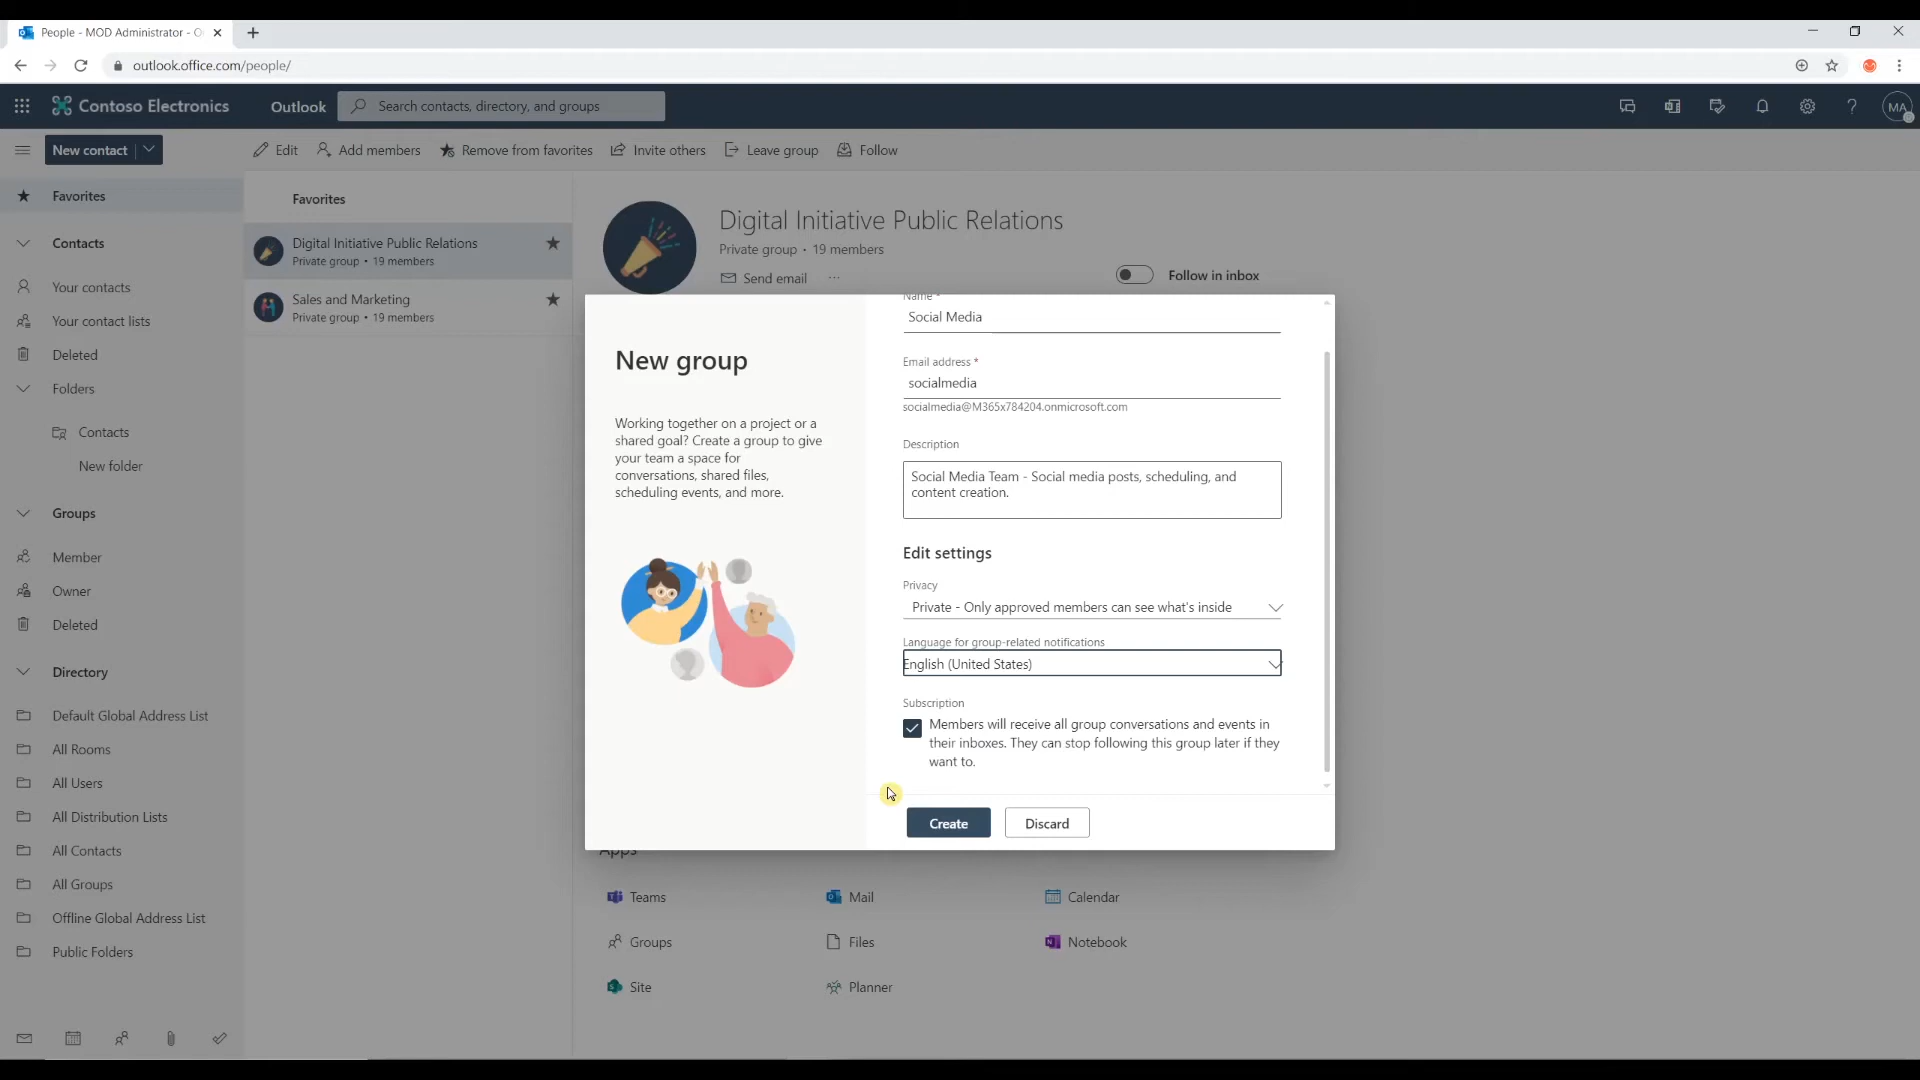 People - MOD Administrator - O
outlook.office.com/people/
Contoso Electronics
Outlook
Search contacts, directory, and groups
MA
New contact
Edit
Add members
Remove from favorites
Invite others
Leave group
Follow
Favorites
Contacts
Your contacts
Your contact lists
Deleted
Folders
Contacts
New folder
Groups
Member
Owner
Deleted
Directory
Default Global Address List
All Rooms
All Users
All Distribution Lists
All Contacts
All Groups
Offline Global Address List
Public Folders
Favorites
Digital Initiative Public Relations
Private group • 19 members
Sales and Marketing
Private group • 19 members
Digital Initiative Public Relations
Private group • 19 members
Send email
Follow in inbox
New group
Working together on a project or a
shared goal? Create a group to give
your team a space for
conversations, shared files,
scheduling events, and more.
Name *
Social Media
Email address *
socialmedia
socialmedia@M365x784204.onmicrosoft.com
Description
Social Media Team - Social media posts, scheduling, and
content creation.
Edit settings
Privacy
Private - Only approved members can see what's inside
Language for group-related notifications
English (United States)
Subscription
Members will receive all group conversations and events in
their inboxes. They can stop following this group later if they
want to.
Create
Discard
Apps
Teams
Mail
Calendar
Groups
Files
Notebook
Site
Planner